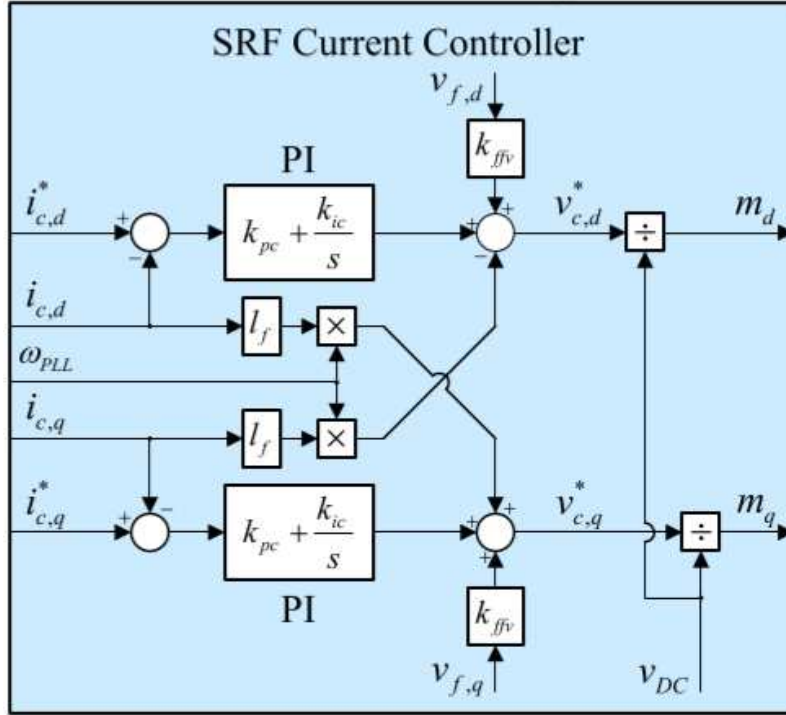 SRF Current Controller
v_{f,d}
k_{ffv}
PI
i^*_{c,d}
+
−
k_{pc} + k_{ic}/s
+
+
−
v^*_{c,d}
÷
m_d
i_{c,d}
l_f
×
ω_{PLL}
i_{c,q}
l_f
×
i^*_{c,q}
+
−
k_{pc} + k_{ic}/s
+
+
+
v^*_{c,q}
÷
m_q
PI
k_{ffv}
v_{f,q}
v_{DC}